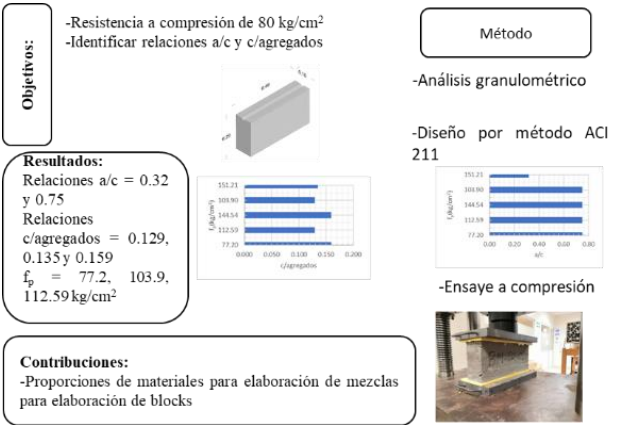 Objetivos:
-Resistencia a compresión de 80 kg/cm²
-Identificar relaciones a/c y c/agregados
0.40
0.20
Resultados:
Relaciones a/c = 0.32
y 0.75
Relaciones
c/agregados = 0.129,
0.135 y 0.159
fp = 77.2, 103.9,
112.59 kg/cm²
151.21
103.90
144.54
112.59
77.20
0.000 0.050 0.100 0.150 0.200
c/agregados
Método
-Análisis granulométrico
-Diseño por método ACI
211
151.21
103.90
144.54
112.59
77.20
0.00 0.20 0.40 0.60 0.80
a/c
-Ensaye a compresión
Contribuciones:
-Proporciones de materiales para elaboración de mezclas
para elaboración de blocks